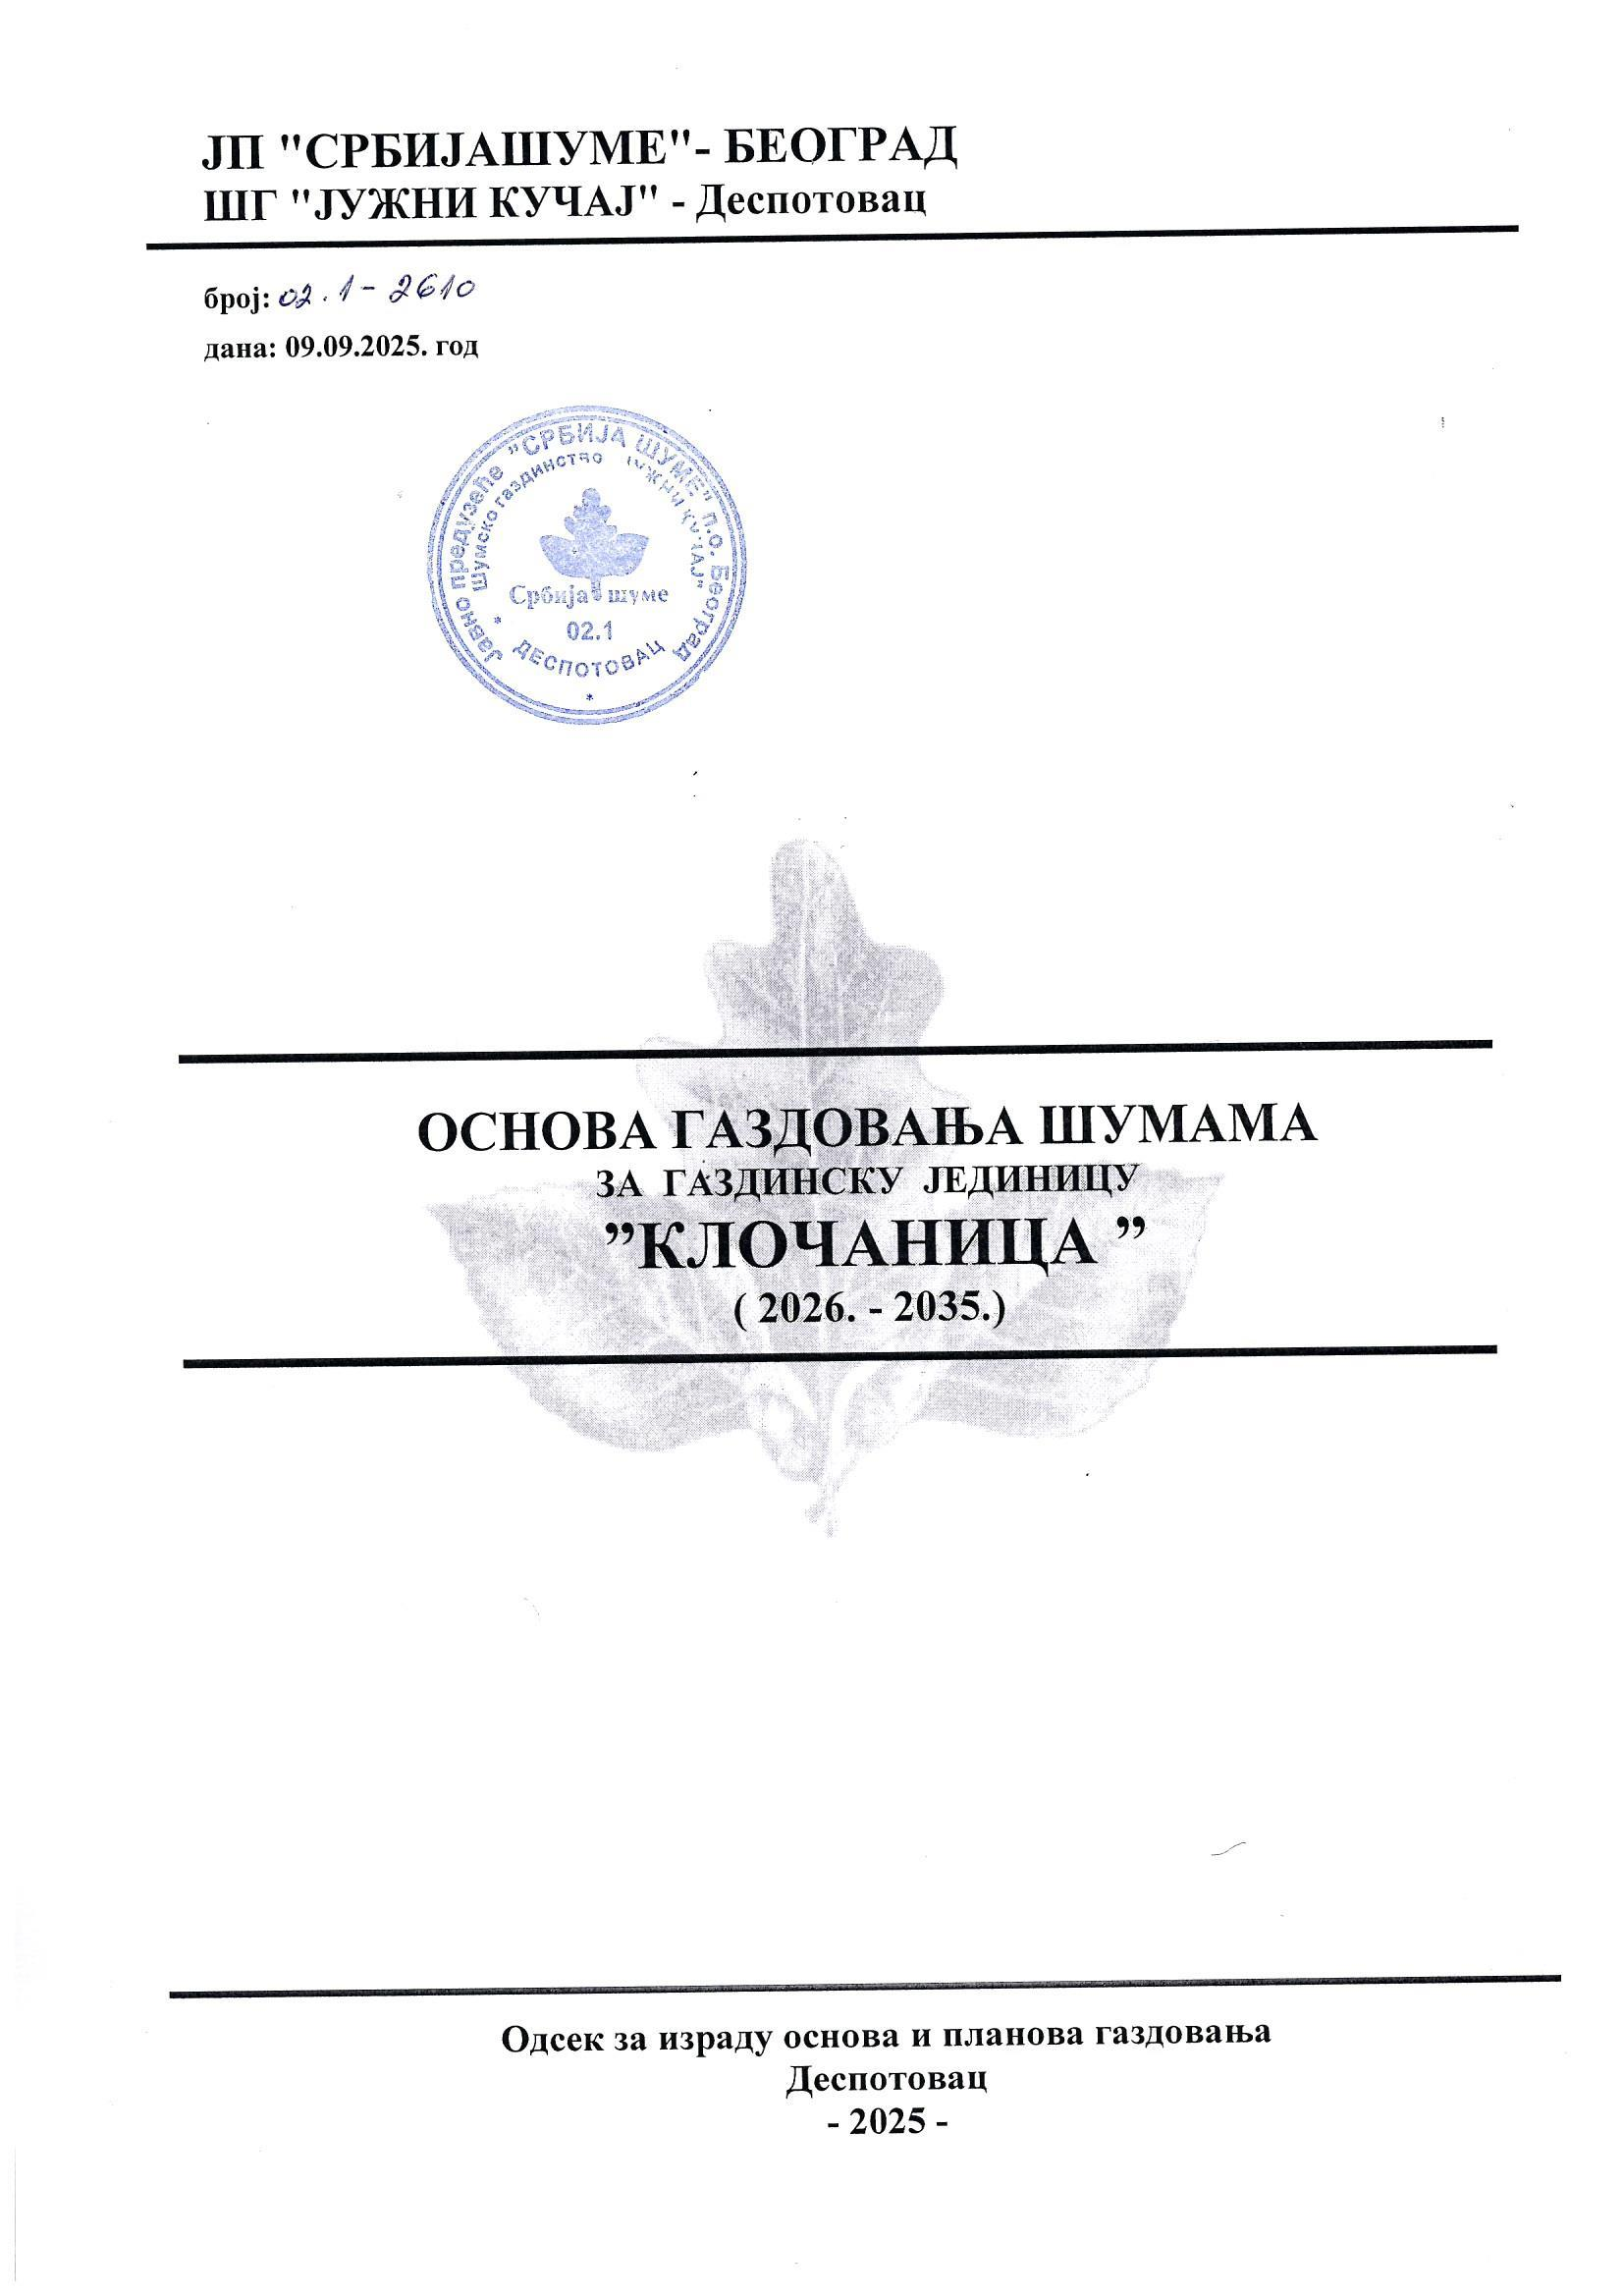 ЈП "СРБИЈАШУМЕ"- БЕОГРАД
ШГ "ЈУЖНИ КУЧАЈ" - Деспотовац
број: 02.1- 2610
дана: 09.09.2025. год
Јавно предузеће "СРБИЈА ШУМЕ" п.о. Београд
Шумско газдинство ЈУЖНИ КУЧАЈ"
Србија шуме
02.1
* ДЕСПОТОВАЦ
*
ОСНОВА ГАЗДОВАЊА ШУМАМА
ЗА ГАЗДИНСКУ ЈЕДИНИЦУ
”КЛОЧАНИЦА ”
( 2026. - 2035.)
Одсек за израду основа и планова газдовања
Деспотовац
- 2025 -